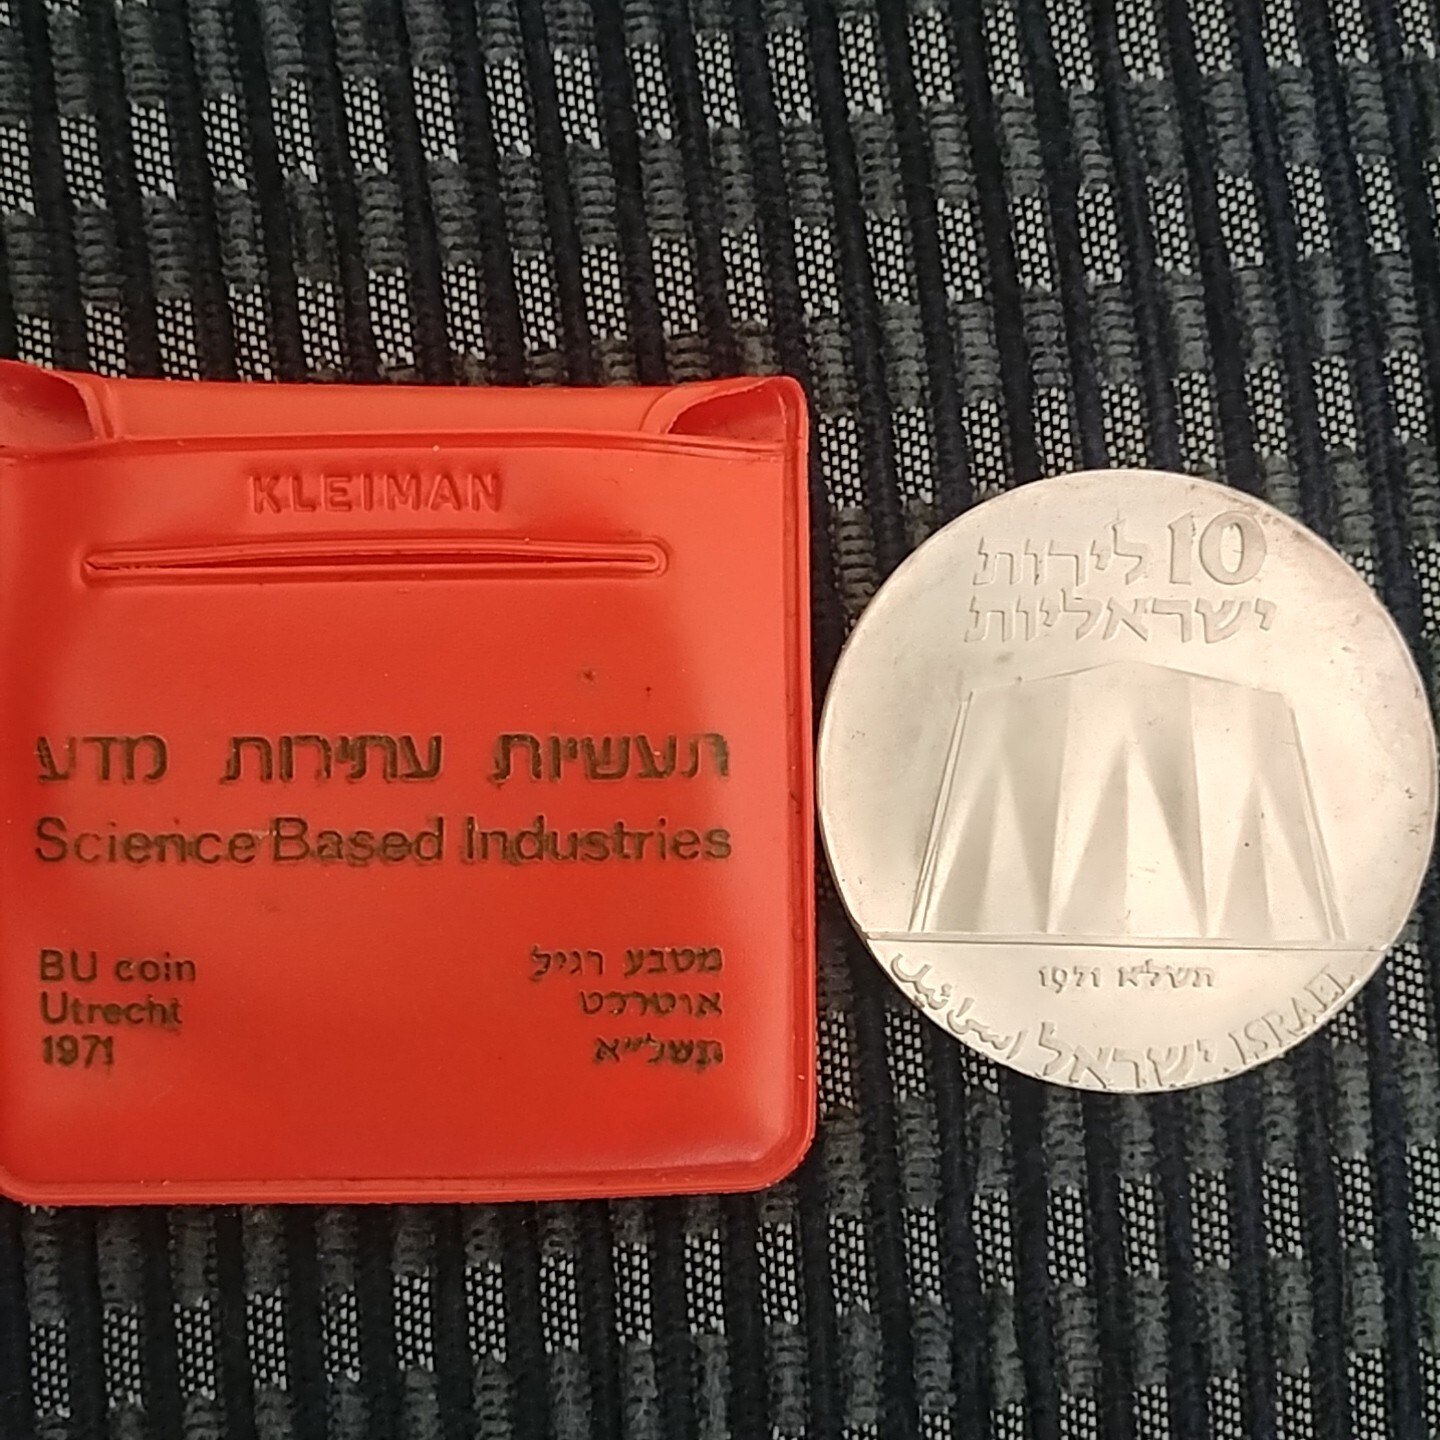 KLEIMAN
תעשיות עתירות מדע
Science Based Industries
BU coin
Utrecht
1971
מטבע רגיל
אוטרכט
תשל״א
10 לירות
ישראליות
תשלא 1971
اسرائيل ישראל ISRAEL